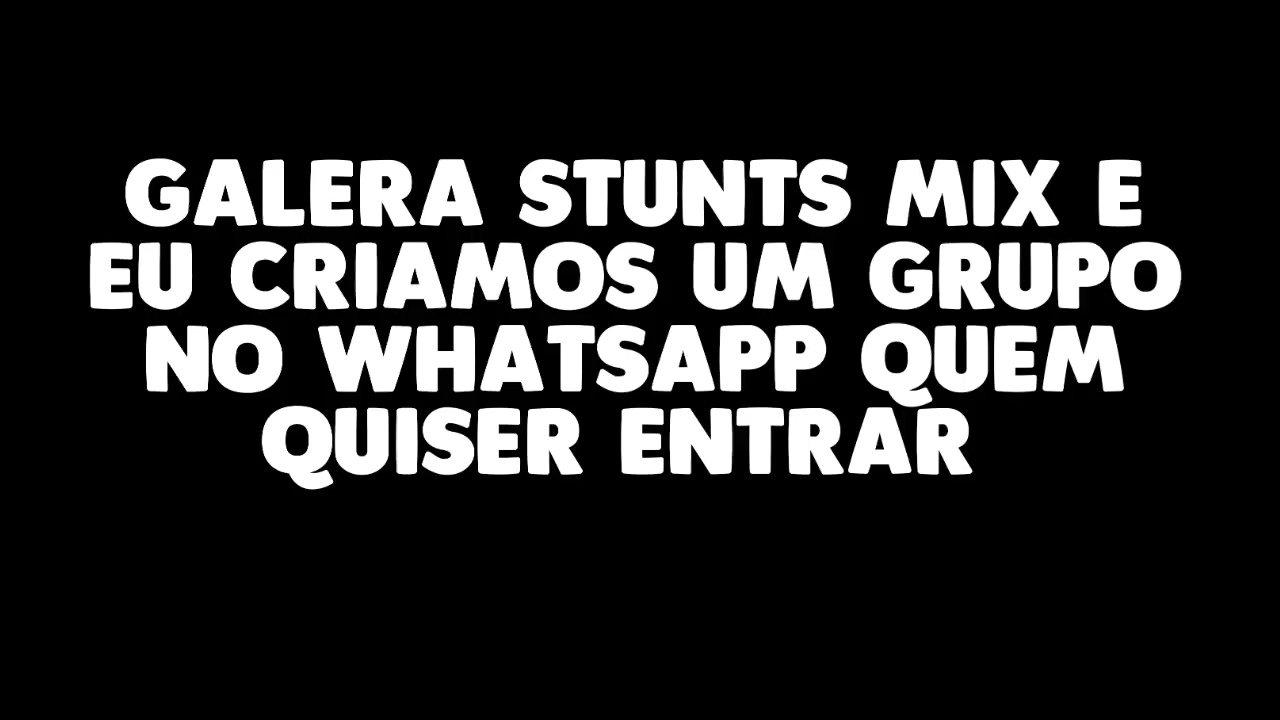 GALERA STUNTS MIX E
EU CRIAMOS UM GRUPO
NO WHATSAPP QUEM
QUISER ENTRAR